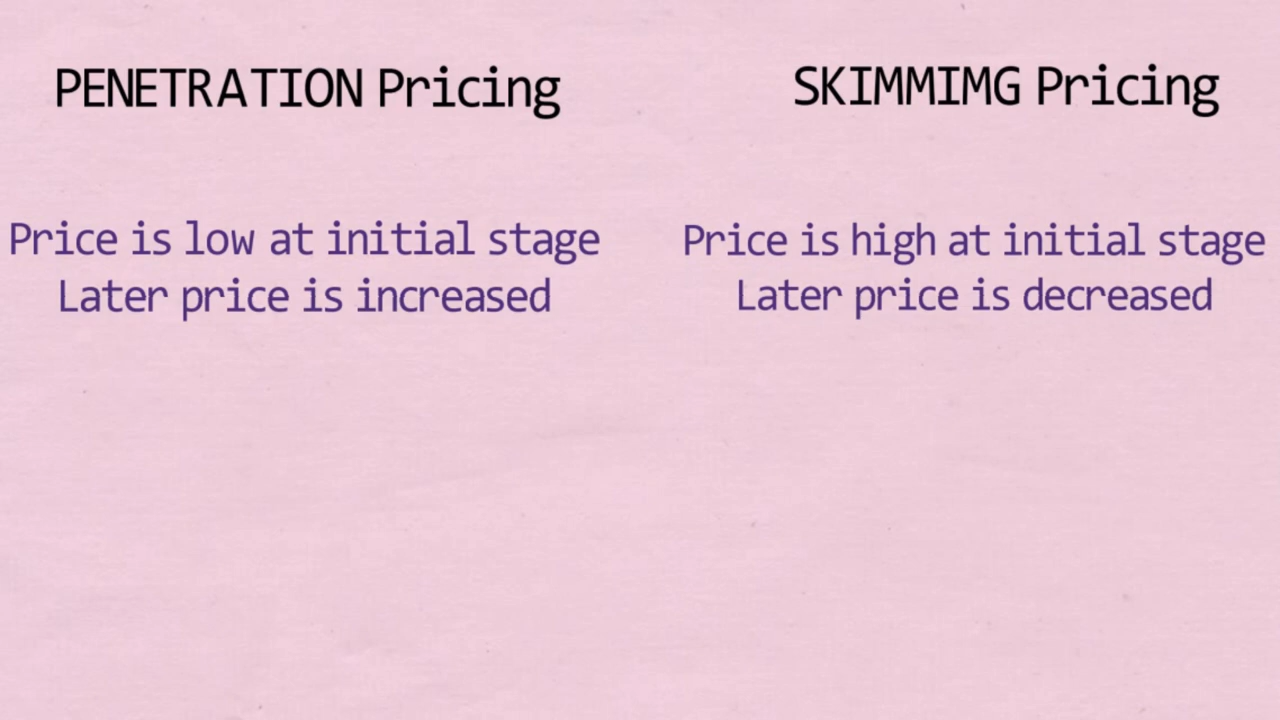 PENETRATION Pricing
Price is low at initial stage
Later price is increased
SKIMMIMG Pricing
Price is high at initial stage
Later price is decreased